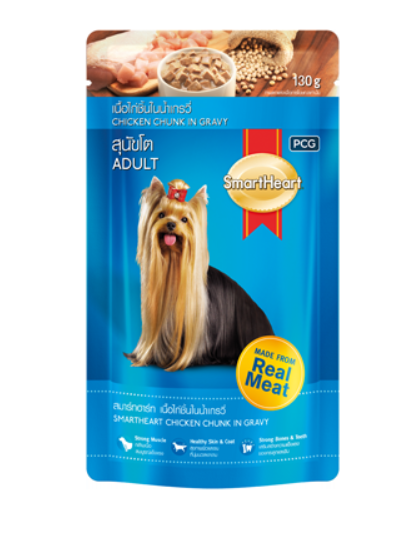 130 g
เนื้อไก่ชิ้นในน้ำเกรวี่
CHICKEN CHUNK IN GRAVY
สุนัขโต
ADULT
PCG
SmartHeart
MADE FROM
Real
Meat
สมาร์ทฮาร์ท เนื้อไก่ชิ้นในน้ำเกรวี่
SMARTHEART CHICKEN CHUNK IN GRAVY
Strong Muscle
Healthy Skin & Coat
Strong Bones & Teeth